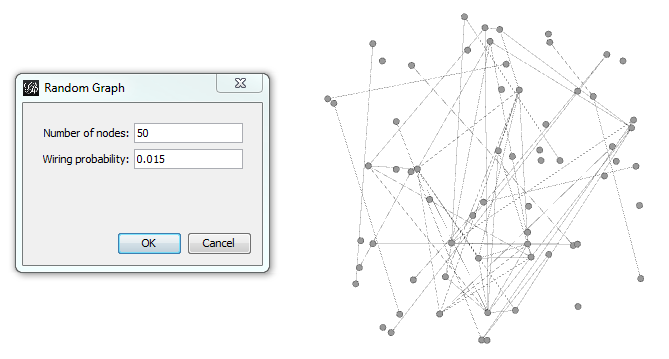 Random Graph
Number of nodes: 50
Wiring probability: 0.015
OK Cancel